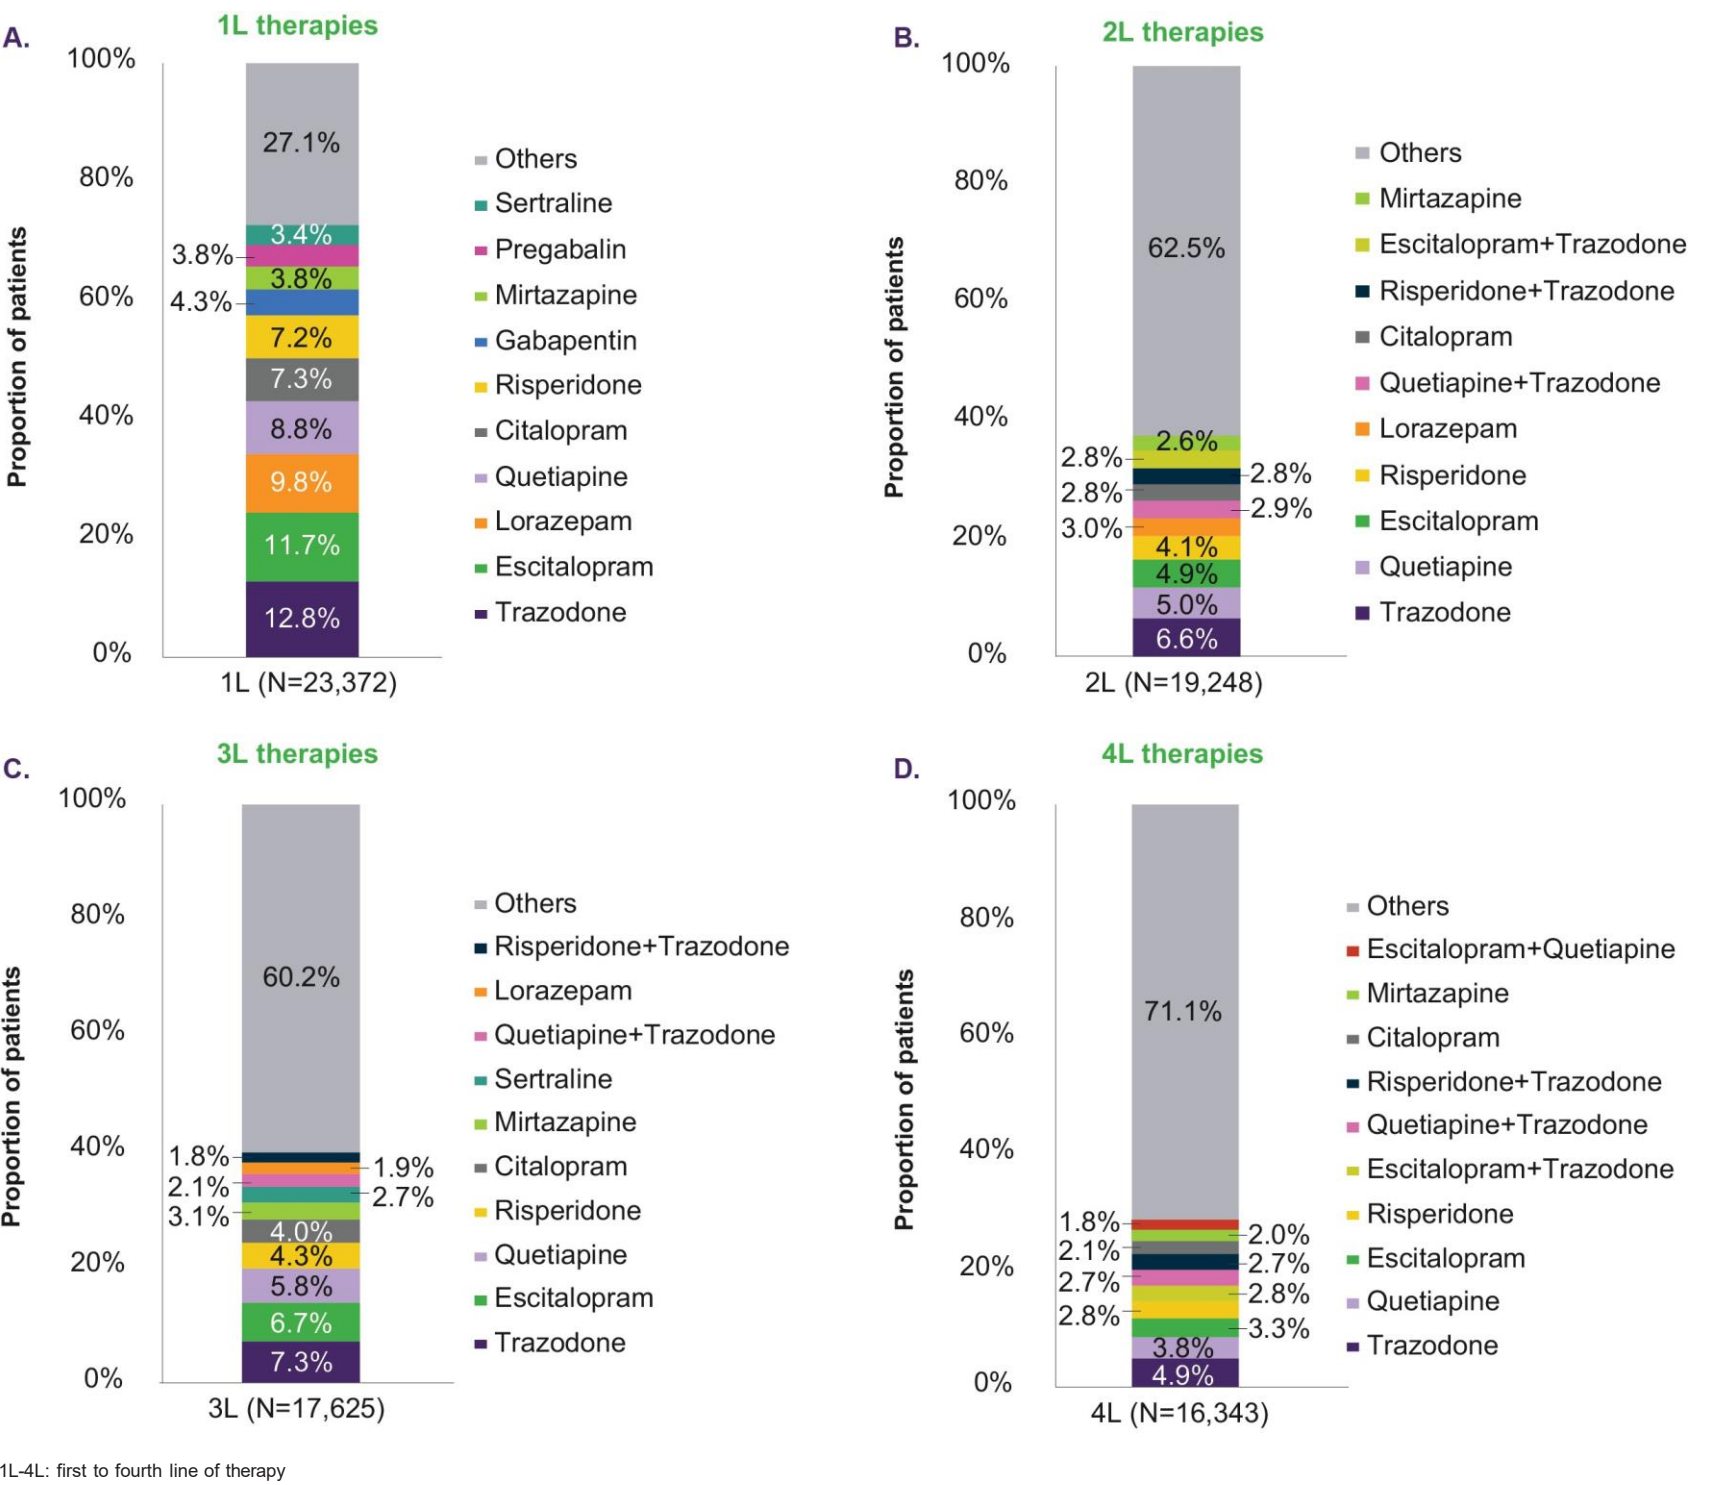 A.
1L therapies
100%
80%
60%
40%
20%
0%
Proportion of patients
27.1%
3.4%
3.8%
3.8%
4.3%
7.2%
7.3%
8.8%
9.8%
11.7%
12.8%
1L (N=23,372)
Others
Sertraline
Pregabalin
Mirtazapine
Gabapentin
Risperidone
Citalopram
Quetiapine
Lorazepam
Escitalopram
Trazodone
B.
2L therapies
100%
80%
60%
40%
20%
0%
Proportion of patients
62.5%
2.6%
2.8%
2.8%
2.8%
2.9%
3.0%
4.1%
4.9%
5.0%
6.6%
2L (N=19,248)
Others
Mirtazapine
Escitalopram+Trazodone
Risperidone+Trazodone
Citalopram
Quetiapine+Trazodone
Lorazepam
Risperidone
Escitalopram
Quetiapine
Trazodone
C.
3L therapies
100%
80%
60%
40%
20%
0%
Proportion of patients
60.2%
1.8%
1.9%
2.1%
2.7%
3.1%
4.0%
4.3%
5.8%
6.7%
7.3%
3L (N=17,625)
Others
Risperidone+Trazodone
Lorazepam
Quetiapine+Trazodone
Sertraline
Mirtazapine
Citalopram
Risperidone
Quetiapine
Escitalopram
Trazodone
D.
4L therapies
100%
80%
60%
40%
20%
0%
Proportion of patients
71.1%
1.8%
2.0%
2.1%
2.7%
2.7%
2.8%
2.8%
3.3%
3.8%
4.9%
4L (N=16,343)
Others
Escitalopram+Quetiapine
Mirtazapine
Citalopram
Risperidone+Trazodone
Quetiapine+Trazodone
Escitalopram+Trazodone
Risperidone
Escitalopram
Quetiapine
Trazodone
1L-4L: first to fourth line of therapy